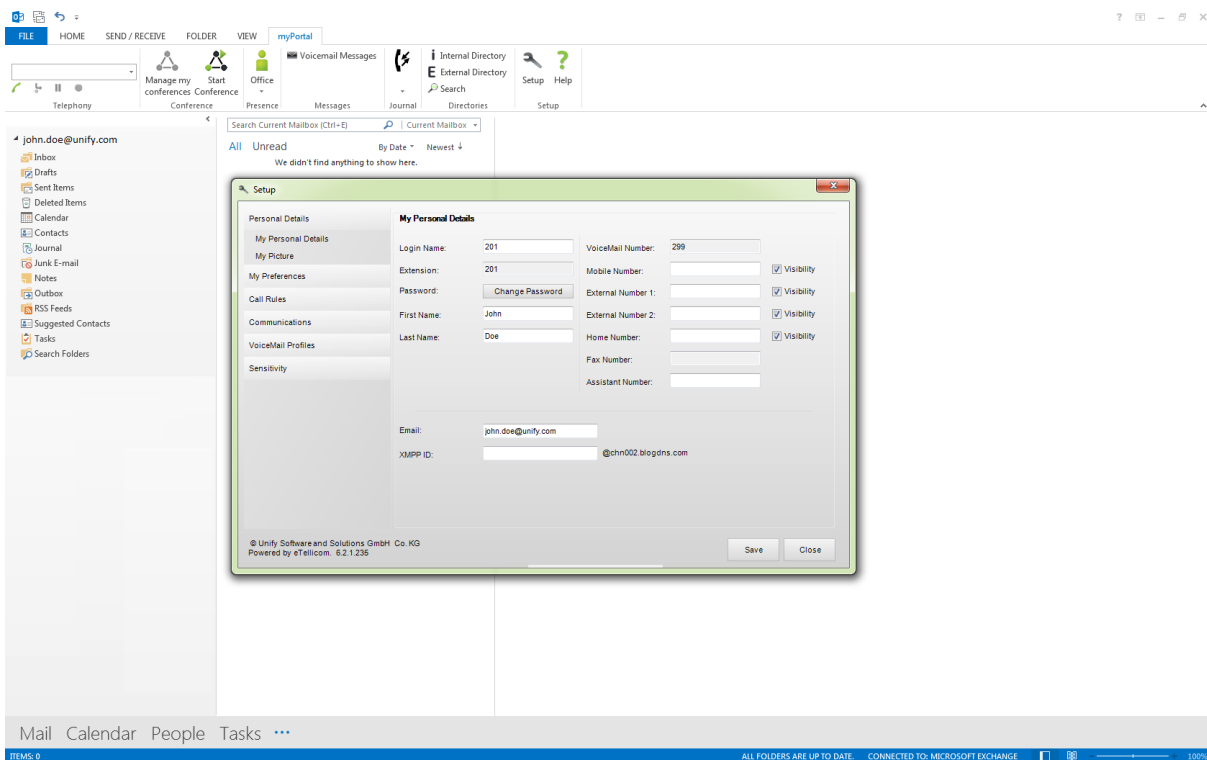 FILE HOME SEND / RECEIVE FOLDER VIEW myPortal
Voicemail Messages
Internal Directory
External Directory
Search
Manage my conferences
Start Conference
Office
Setup Help
Telephony Conference Presence Messages Journal Directories Setup
john.doe@unify.com
Inbox
Drafts
Sent Items
Deleted Items
Calendar
Contacts
Journal
Junk E-mail
Notes
Outbox
RSS Feeds
Suggested Contacts
Tasks
Search Folders
Search Current Mailbox (Ctrl+E) Current Mailbox
All Unread By Date Newest
We didn't find anything to show here.
Setup
Personal Details
My Personal Details
My Picture
My Preferences
Call Rules
Communications
VoiceMail Profiles
Sensitivity
My Personal Details
Login Name: 201
Extension: 201
Password: Change Password
First Name: John
Last Name: Doe
VoiceMail Number: 299
Mobile Number: Visibility
External Number 1: Visibility
External Number 2: Visibility
Home Number: Visibility
Fax Number:
Assistant Number:
Email: john.doe@unify.com
XMPP ID: @chn002.blogdns.com
© Unify Software and Solutions GmbH Co. KG
Powered by eTellicom. 6.2.1.236
Save Close
Mail Calendar People Tasks
ITEMS: 0 ALL FOLDERS ARE UP TO DATE. CONNECTED TO: MICROSOFT EXCHANGE 100%